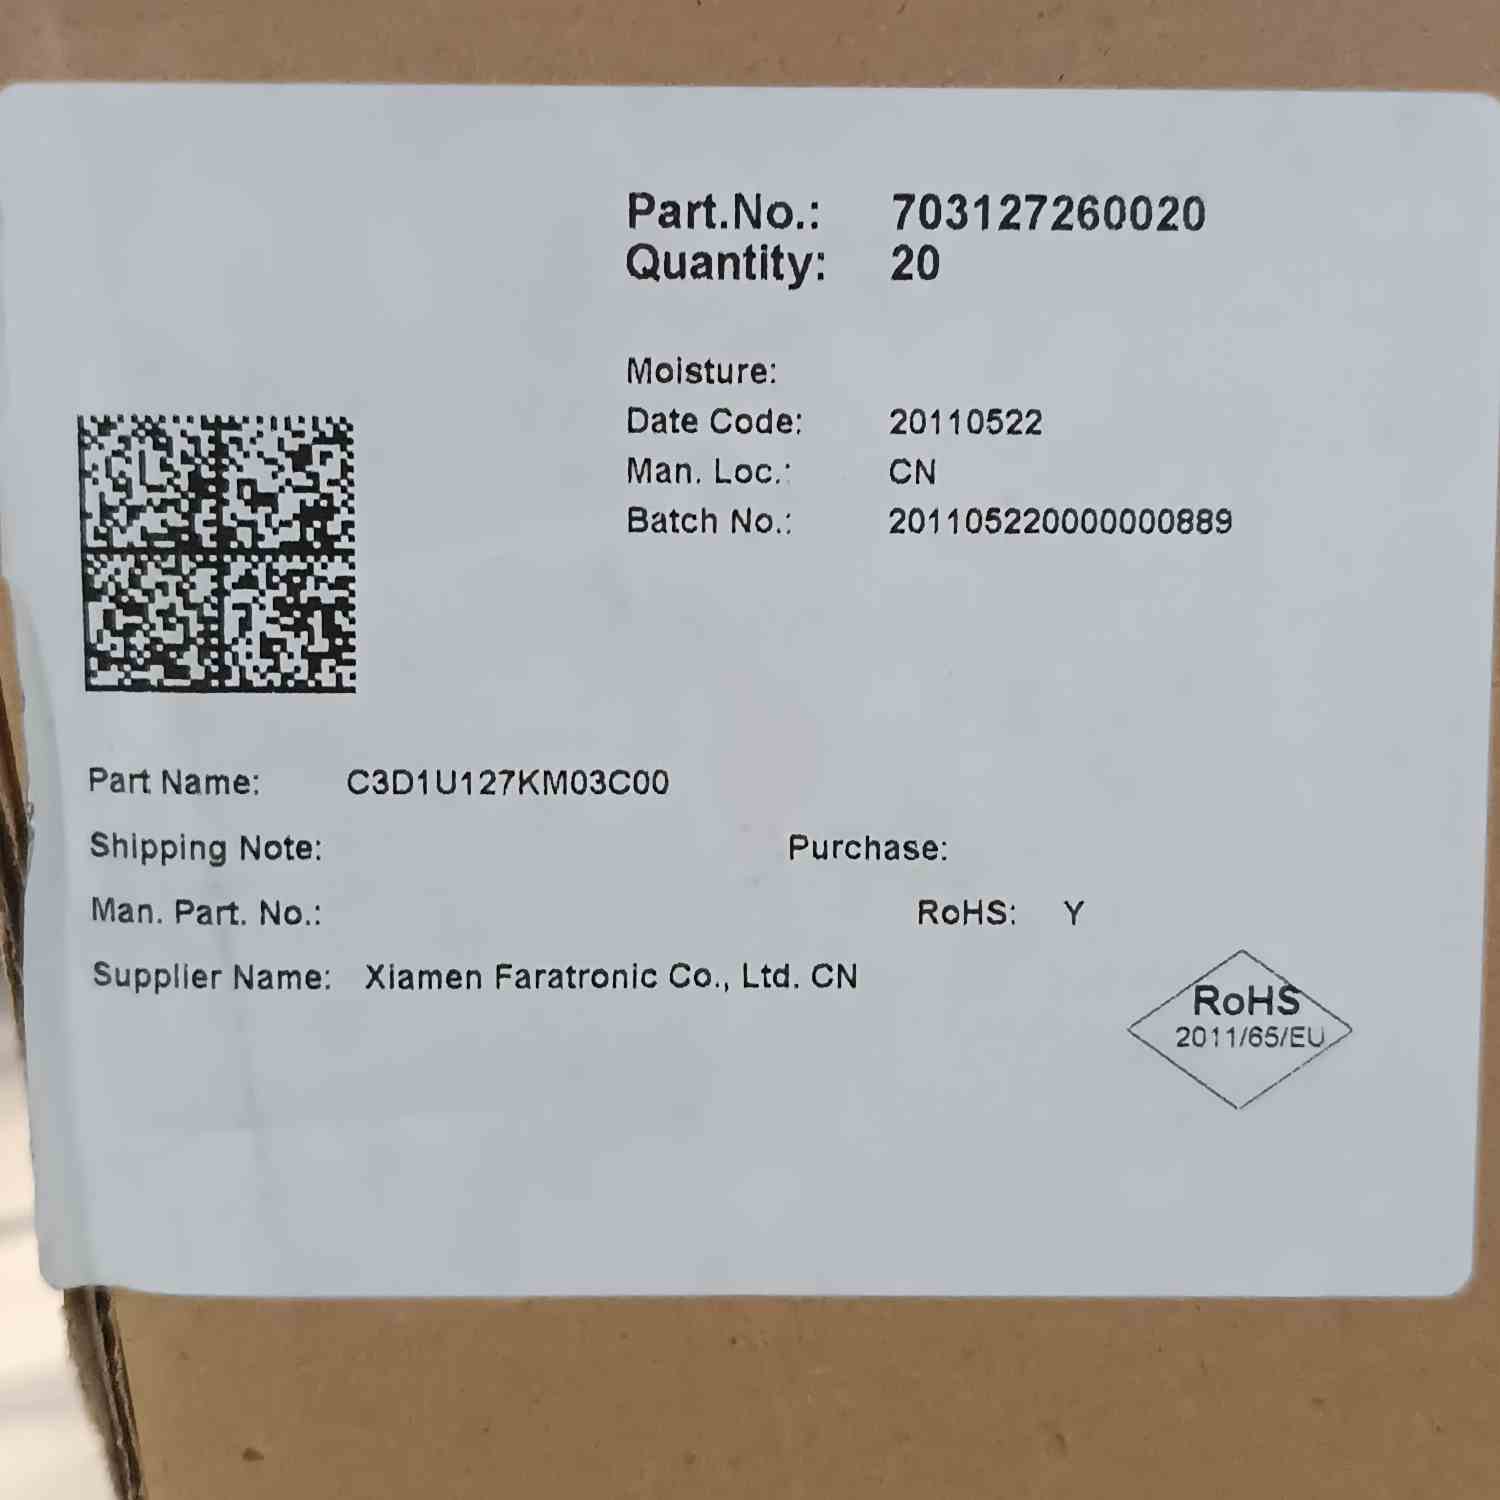 Part.No.: 703127260020
Quantity: 20
Moisture:
Date Code: 20110522
Man. Loc.: CN
Batch No.: 201105220000000889
Part Name: C3D1U127KM03C00
Shipping Note: Purchase:
Man. Part. No.: RoHS: Y
Supplier Name: Xiamen Faratronic Co., Ltd. CN
RoHS
2011/65/EU